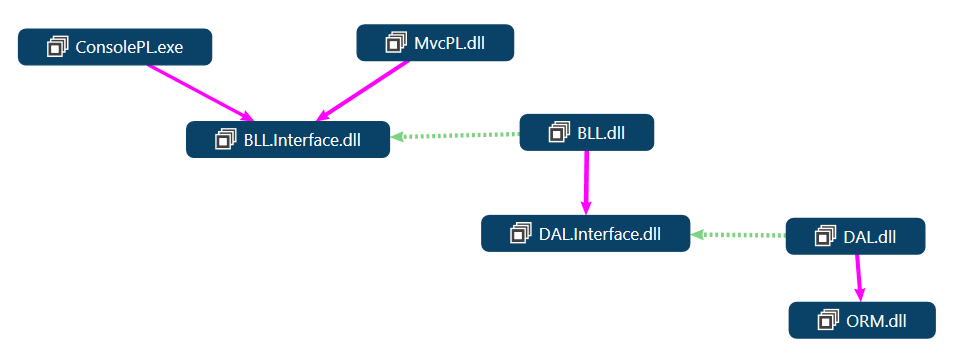 ConsolePL.exe
MvcPL.dll
BLL.Interface.dll
BLL.dll
DAL.Interface.dll
DAL.dll
ORM.dll